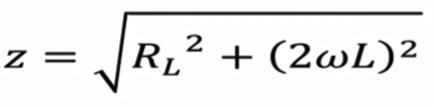 z = √(R_L² + (2ωL)²)